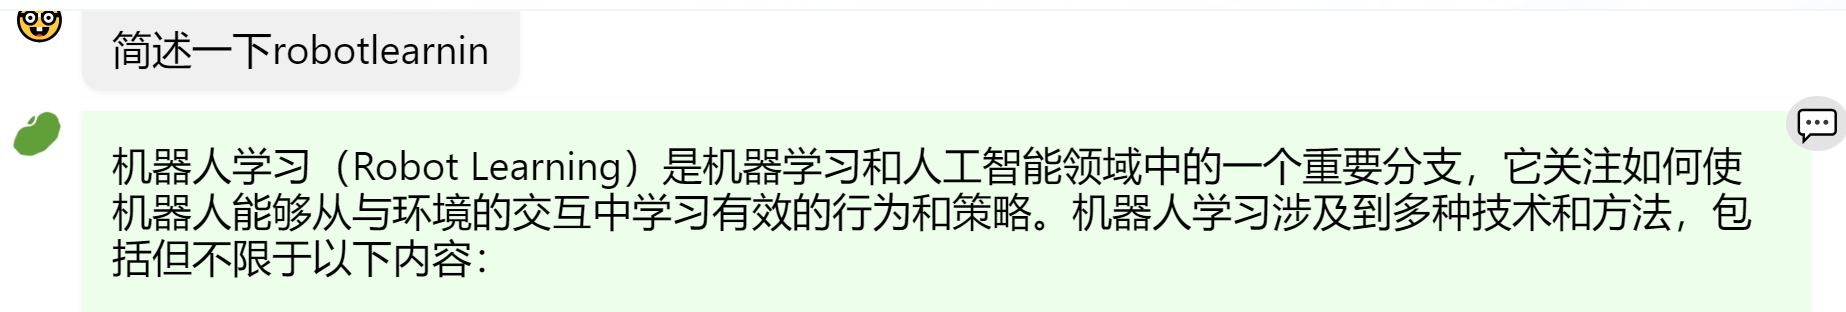 简述一下robotlearnin
机器人学习（Robot Learning）是机器学习和人工智能领域中的一个重要分支，它关注如何使
机器人能够从与环境的交互中学习有效的行为和策略。机器人学习涉及到多种技术和方法，包
括但不限于以下内容：